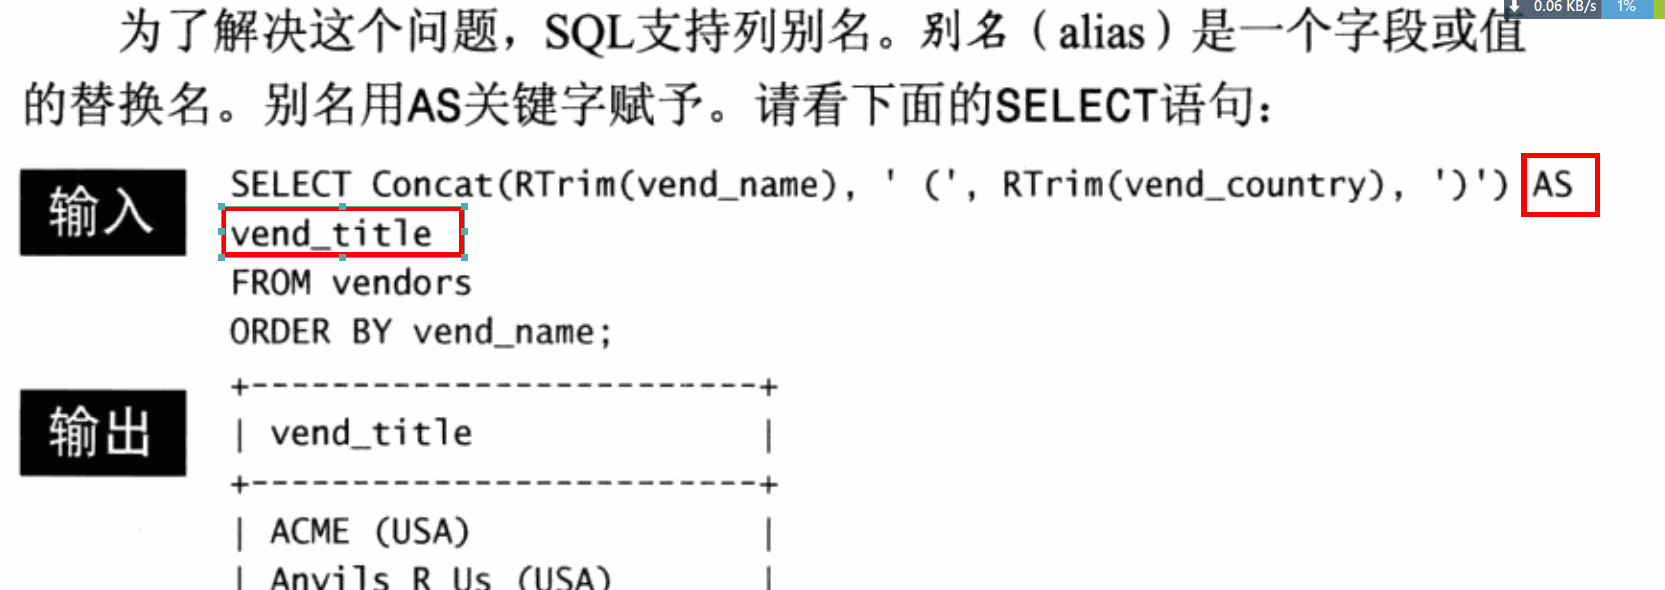 0.06 KB/s 1%
为了解决这个问题，SQL支持列别名。别名（alias）是一个字段或值
的替换名。别名用AS关键字赋予。请看下面的SELECT语句：
输入
SELECT Concat(RTrim(vend_name), ' (', RTrim(vend_country), ')') AS
vend_title
FROM vendors
ORDER BY vend_name;
输出
+-------------------------+
| vend_title |
+-------------------------+
| ACME (USA) |
| Anvils R Us (USA) |